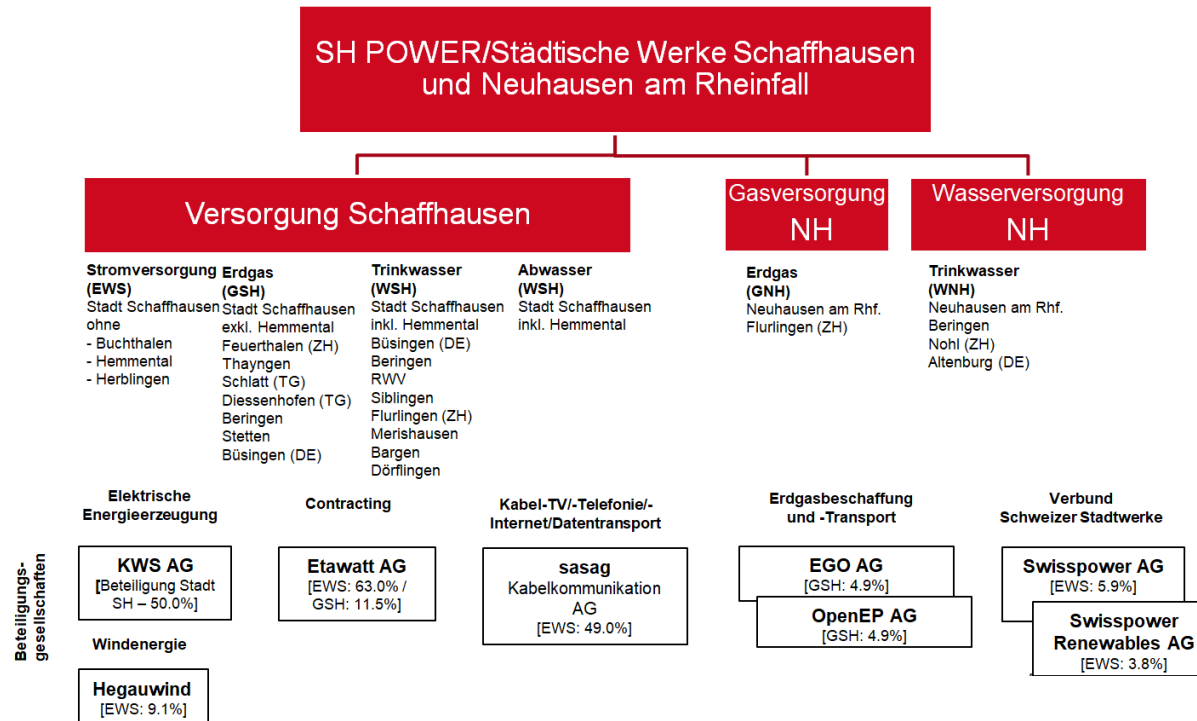 SH POWER/Städtische Werke Schaffhausen
und Neuhausen am Rheinfall
Versorgung Schaffhausen
Gasversorgung
NH
Wasserversorgung
NH
Stromversorgung
(EWS)
Stadt Schaffhausen
ohne
- Buchthalen
- Hemmental
- Herblingen
Erdgas
(GSH)
Stadt Schaffhausen
exkl. Hemmental
Feuerthalen (ZH)
Thayngen
Schlatt (TG)
Diessenhofen (TG)
Beringen
Stetten
Büsingen (DE)
Trinkwasser
(WSH)
Stadt Schaffhausen
inkl. Hemmental
Büsingen (DE)
Beringen
RWV
Siblingen
Flurlingen (ZH)
Merishausen
Bargen
Dörflingen
Abwasser
(WSH)
Stadt Schaffhausen
inkl. Hemmental
Erdgas
(GNH)
Neuhausen am Rhf.
Flurlingen (ZH)
Trinkwasser
(WNH)
Neuhausen am Rhf.
Beringen
Nohl (ZH)
Altenburg (DE)
Beteiligungs-
gesellschaften
Elektrische
Energieerzeugung
KWS AG
[Beteiligung Stadt
SH – 50.0%]
Windenergie
Hegauwind
[EWS: 9.1%]
Contracting
Etawatt AG
[EWS: 63.0% /
GSH: 11.5%]
Kabel-TV/-Telefonie/-
Internet/Datentransport
sasag
Kabelkommunikation
AG
[EWS: 49.0%]
Erdgasbeschaffung
und -Transport
EGO AG
[GSH: 4.9%]
OpenEP AG
[GSH: 4.9%]
Verbund
Schweizer Stadtwerke
Swisspower AG
[EWS: 5.9%]
Swisspower
Renewables AG
[EWS: 3.8%]